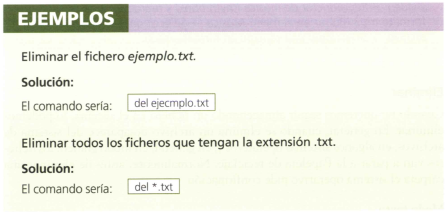 EJEMPLOS
Eliminar el fichero ejemplo.txt.
Solución:
El comando sería: del ejecmplo.txt
Eliminar todos los ficheros que tengan la extensión .txt.
Solución:
El comando sería: del *.txt